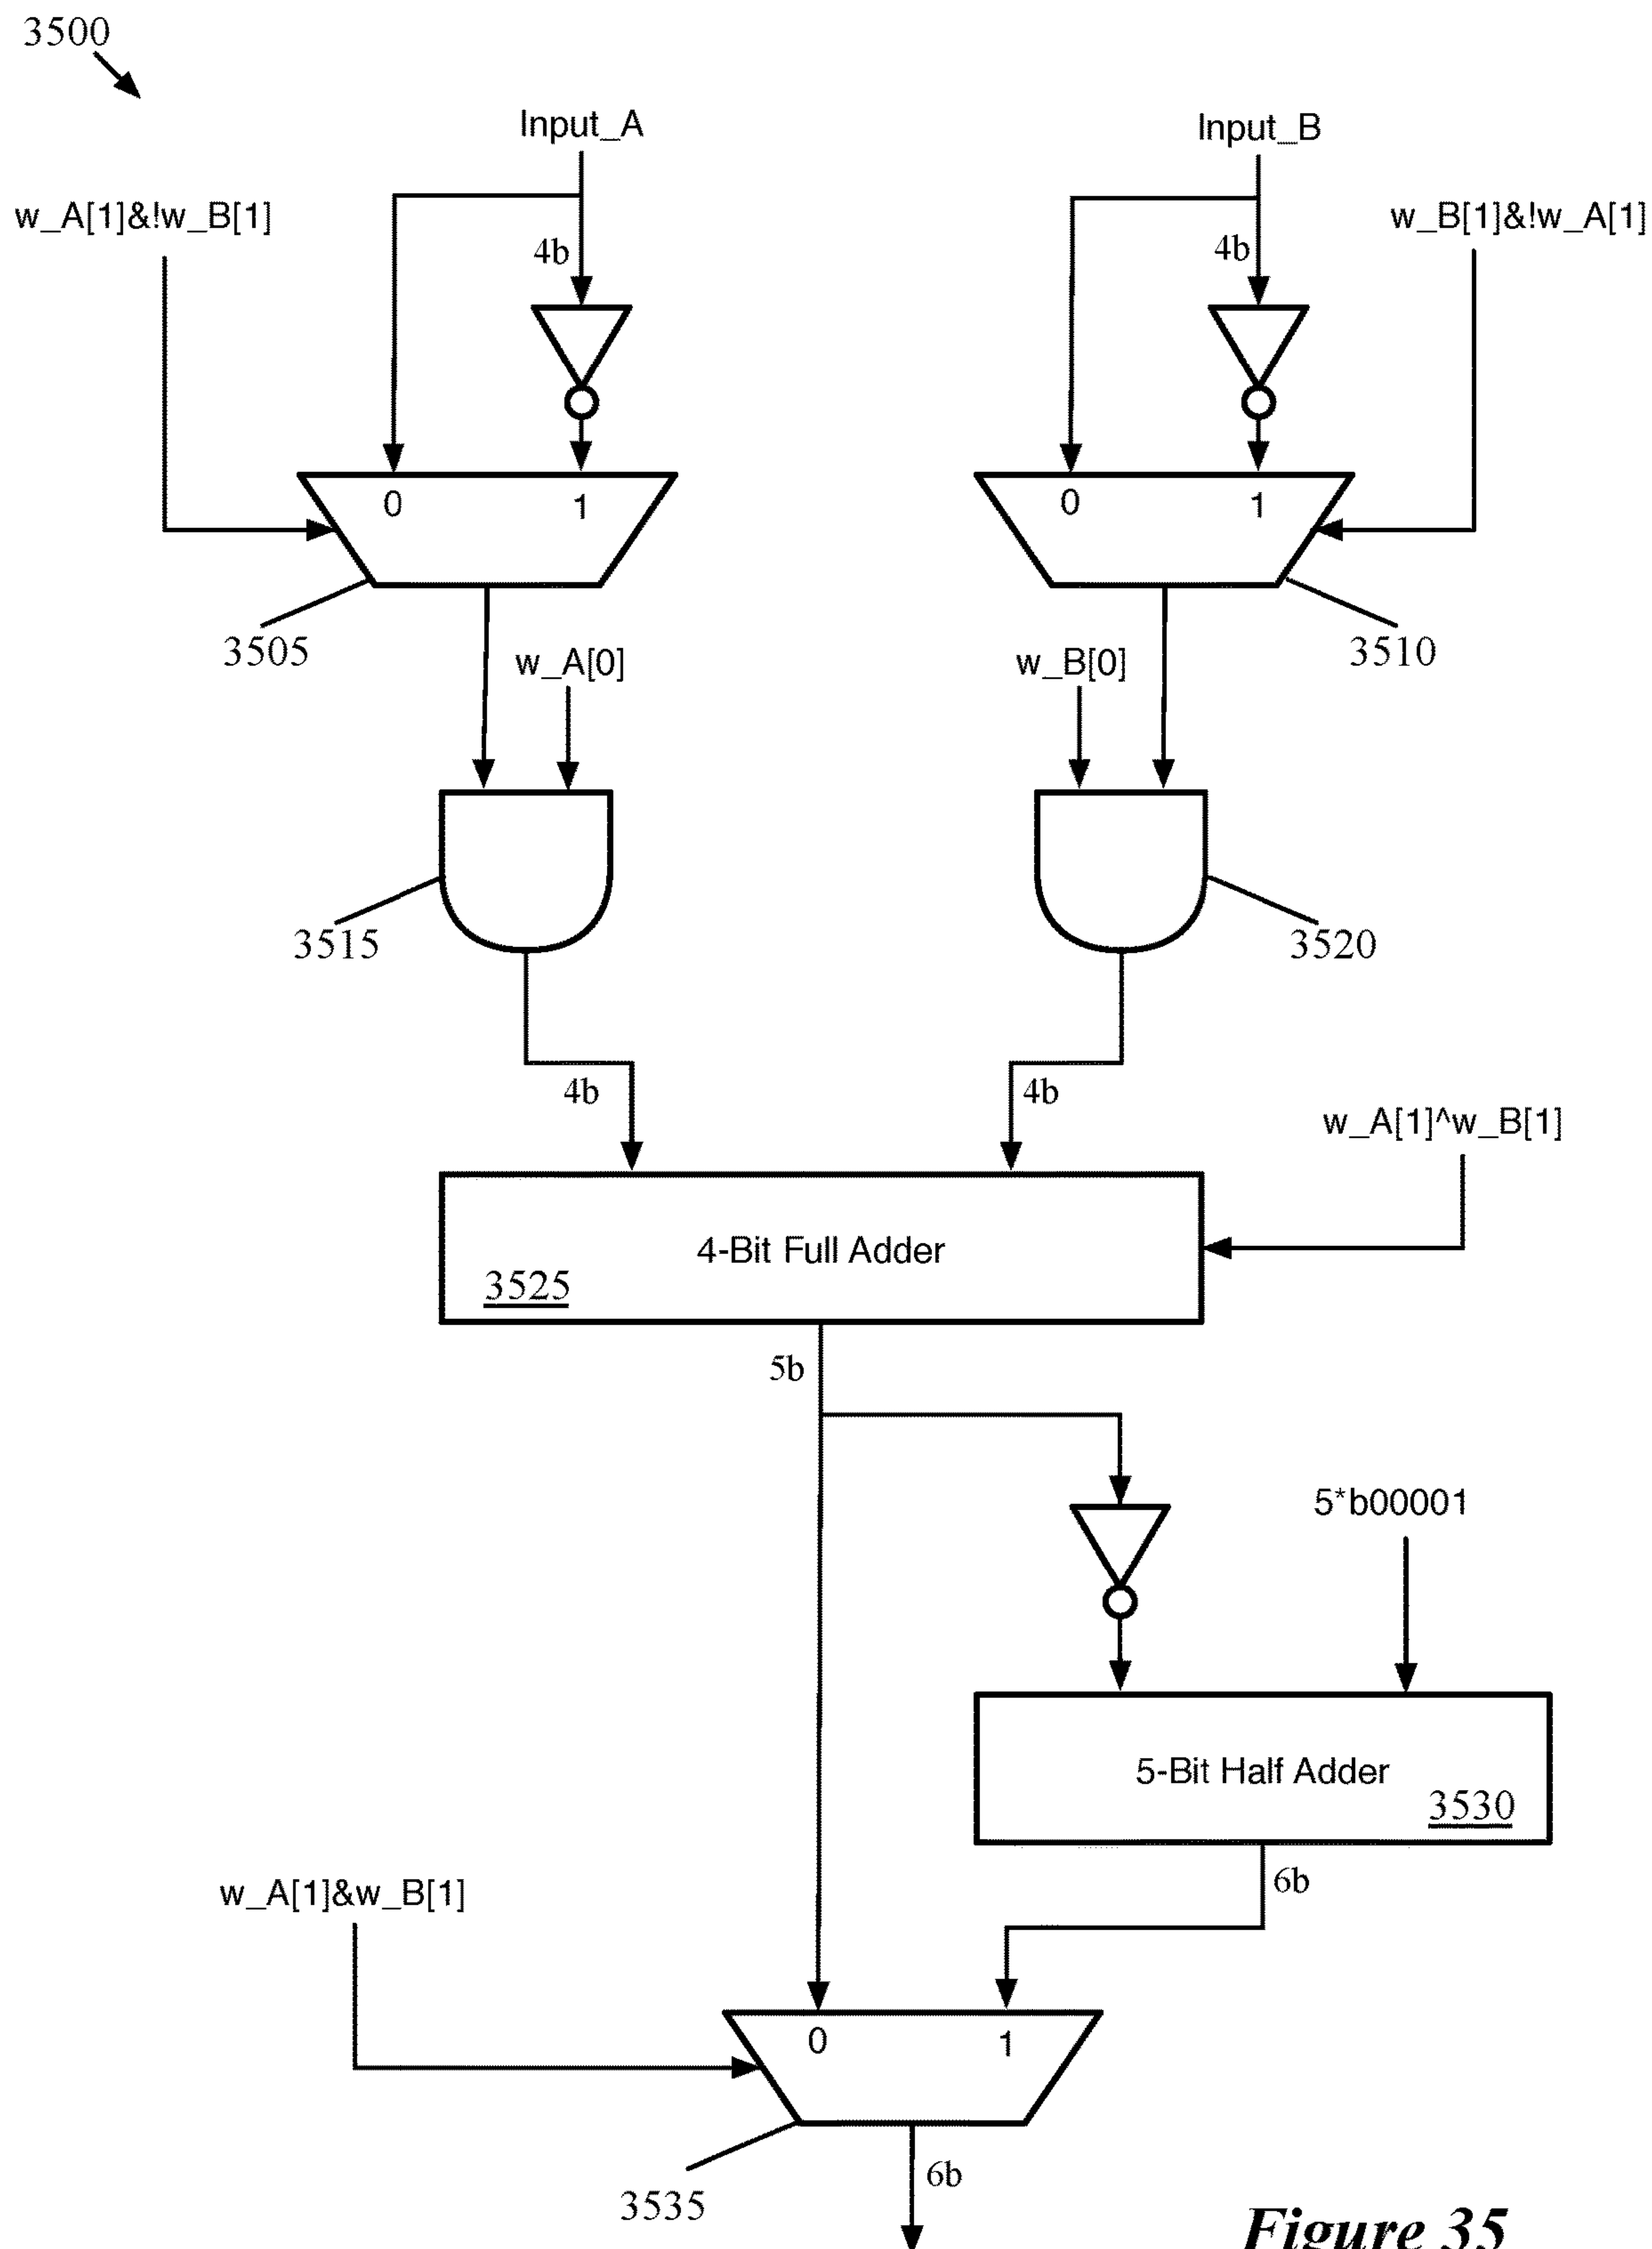 3500
Input_A
Input_B
w_A[1]&!w_B[1]
w_B[1]&!w_A[1]
4b
4b
0
1
0
1
3505
3510
w_A[0]
w_B[0]
3515
3520
4b
4b
w_A[1]^w_B[1]
4-Bit Full Adder
3525
5b
5*b00001
5-Bit Half Adder
3530
6b
w_A[1]&w_B[1]
0
1
3535
6b
Figure 35